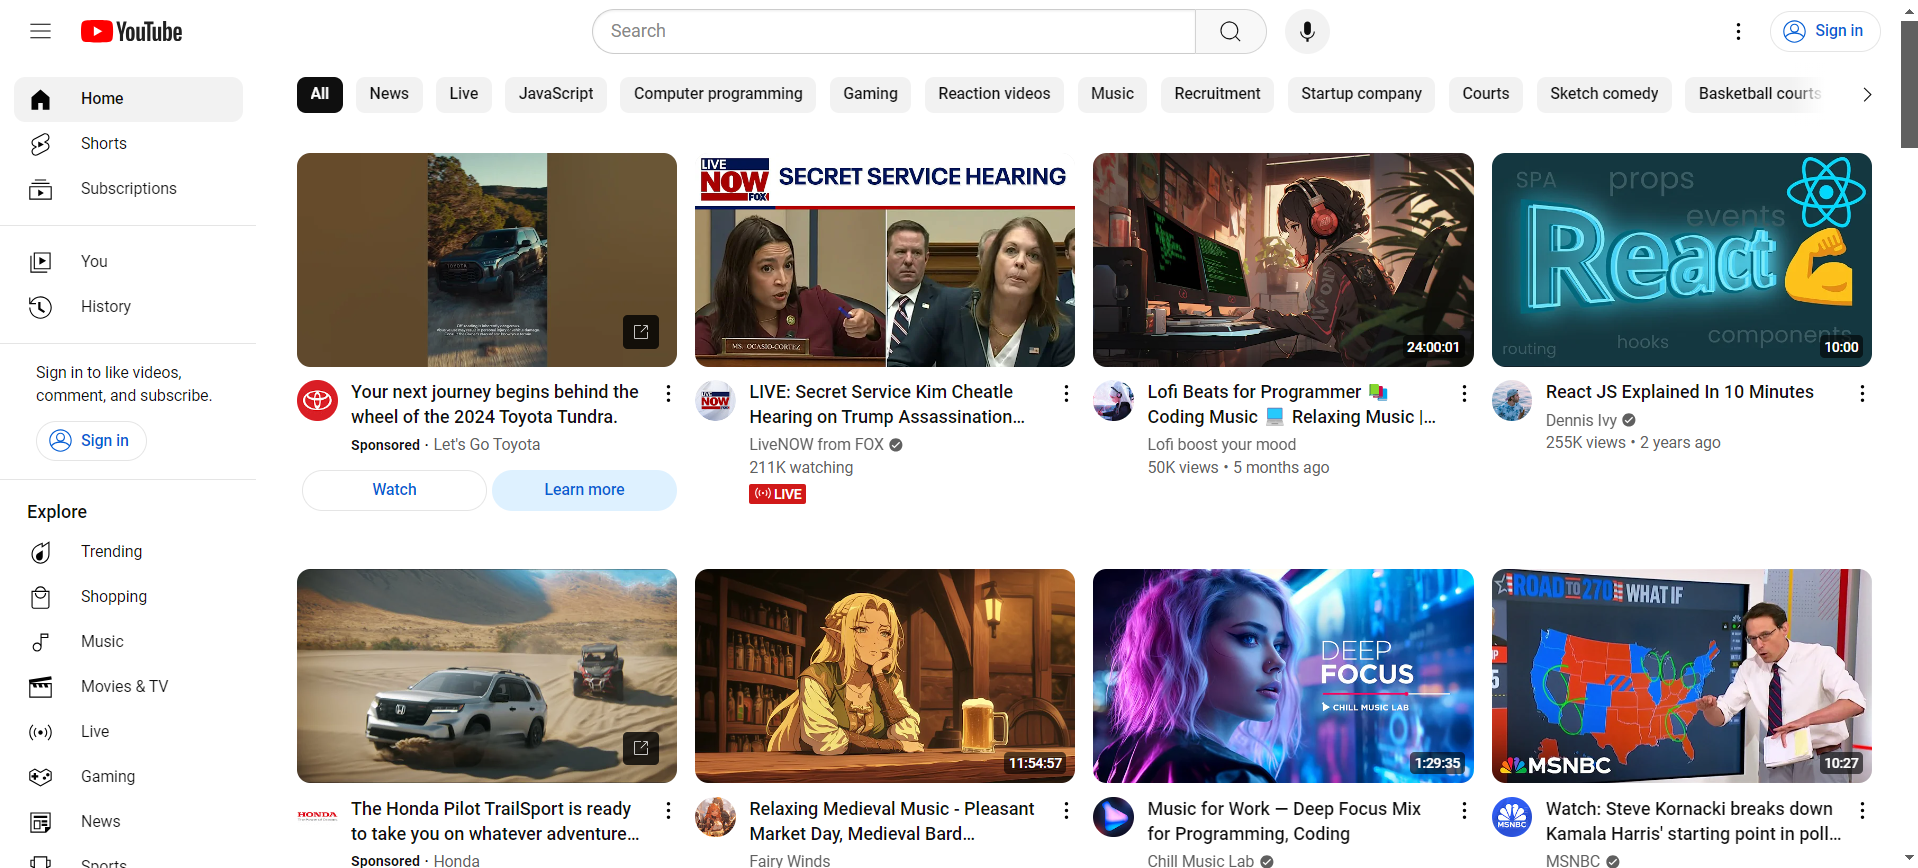 YouTube
Search
Sign in
Home
Shorts
Subscriptions
You
History
Sign in to like videos,
comment, and subscribe.
Sign in
Explore
Trending
Shopping
Music
Movies & TV
Live
Gaming
News
Sports
All
News
Live
JavaScript
Computer programming
Gaming
Reaction videos
Music
Recruitment
Startup company
Courts
Sketch comedy
Basketball courts
TOYOTA
Your next journey begins behind the
wheel of the 2024 Toyota Tundra.
Sponsored · Let's Go Toyota
Watch
Learn more
LIVE
NOW
FOX
SECRET SERVICE HEARING
MS. OCASIO-CORTEZ
LIVE NOW
LIVE: Secret Service Kim Cheatle
Hearing on Trump Assassination...
LiveNOW from FOX
211K watching
LIVE
24:00:01
Lofi Beats for Programmer
Coding Music Relaxing Music |...
Lofi boost your mood
50K views • 5 months ago
SPA
props
events
React
components
hooks
routing
10:00
React JS Explained In 10 Minutes
Dennis Ivy
255K views • 2 years ago
HONDA
The Honda Pilot TrailSport is ready
to take you on whatever adventure...
Sponsored · Honda
11:54:57
Relaxing Medieval Music - Pleasant
Market Day, Medieval Bard...
Fairy Winds
DEEP
FOCUS
CHILL MUSIC LAB
1:29:35
Music for Work — Deep Focus Mix
for Programming, Coding
Chill Music Lab
ROAD TO 270 WHAT IF
MSNBC
10:27
MSNBC
Watch: Steve Kornacki breaks down
Kamala Harris' starting point in poll...
MSNBC